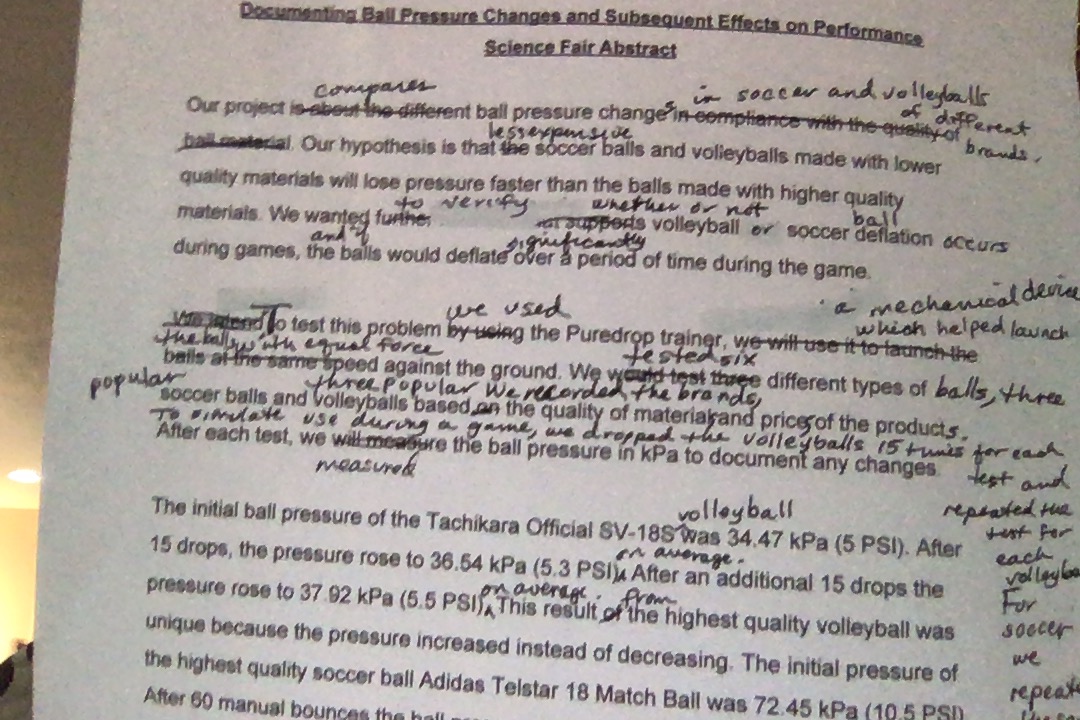 Documenting Ball Pressure Changes and Subsequent Effects on Performance
Science Fair Abstract
compares in soccer and volleyballs
Our project is about the different ball pressure changes in compliance with the quality of of different
less expensive brands.
ball material. Our hypothesis is that the soccer balls and volleyballs made with lower
quality materials will lose pressure faster than the balls made with higher quality
to verify whether or not ball
materials. We wanted further supports volleyball or soccer deflation occurs
and if significantly
during games, the balls would deflate over a period of time during the game.
we used a mechanical device
We intend To test this problem by using the Puredrop trainer, we will use it to launch the
which helped launch
the balls with equal force
balls at the same speed against the ground. We would test three different types of balls, three
tested six
popular three popular We recorded the brands,
soccer balls and volleyballs based on the quality of material and prices of the products.
To simulate use during a game, we dropped the volleyballs 15 times for each
After each test, we will measure the ball pressure in kPa to document any changes
measured test and
volleyball repeated the
The initial ball pressure of the Tachikara Official SV-18S was 34.47 kPa (5 PSI). After
test for
on average.
15 drops, the pressure rose to 36.54 kPa (5.3 PSI). After an additional 15 drops the
each
on average. from
pressure rose to 37.92 kPa (5.5 PSI). This result of the highest quality volleyball was
For
unique because the pressure increased instead of decreasing. The initial pressure of
soccer
we
the highest quality soccer ball Adidas Telstar 18 Match Ball was 72.45 kPa (10.5 PSI)
After 60 manual bounces the ball